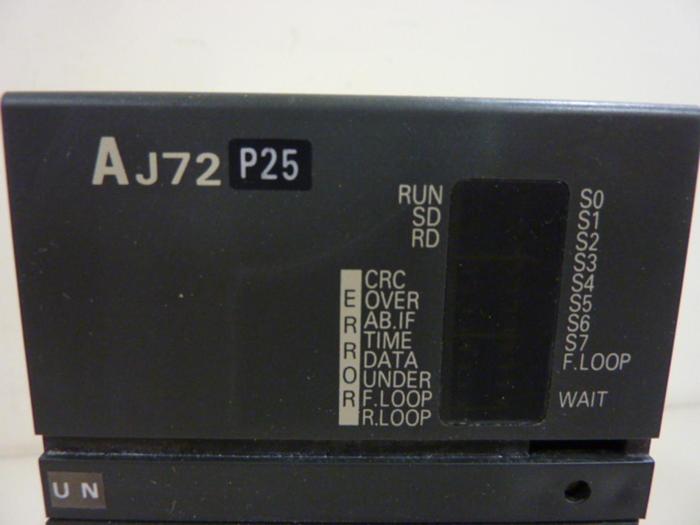 AJ72 P25
RUN
SD
RD
ERROR
CRC
OVER
AB.IF
TIME
DATA
UNDER
F.LOOP
R.LOOP
S0
S1
S2
S3
S4
S5
S6
S7
F.LOOP
WAIT
UN